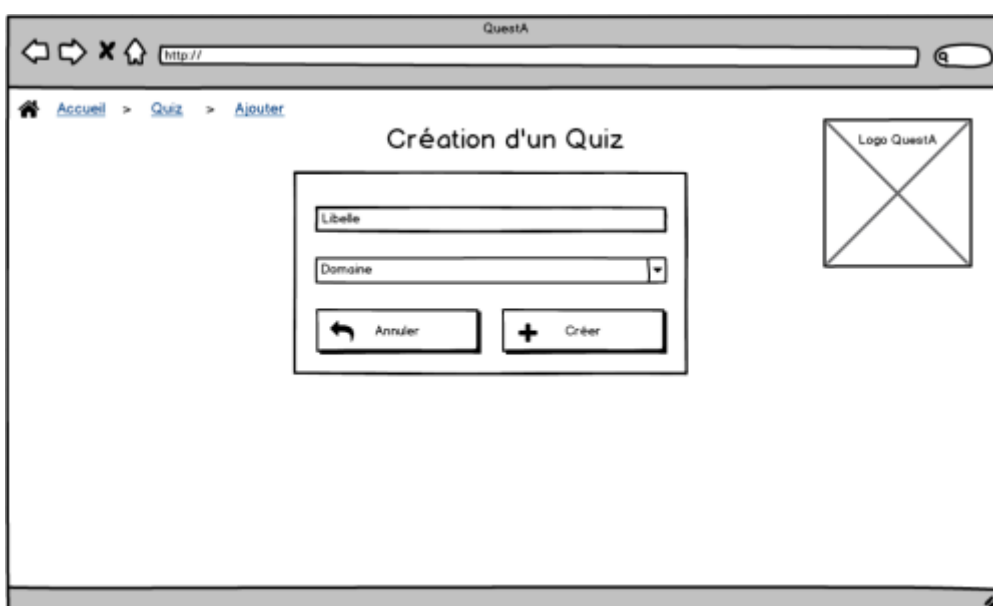 QuestA
http://
Accueil > Quiz > Ajouter
Création d'un Quiz
Logo QuestA
Libelle
Domaine
Annuler
Créer